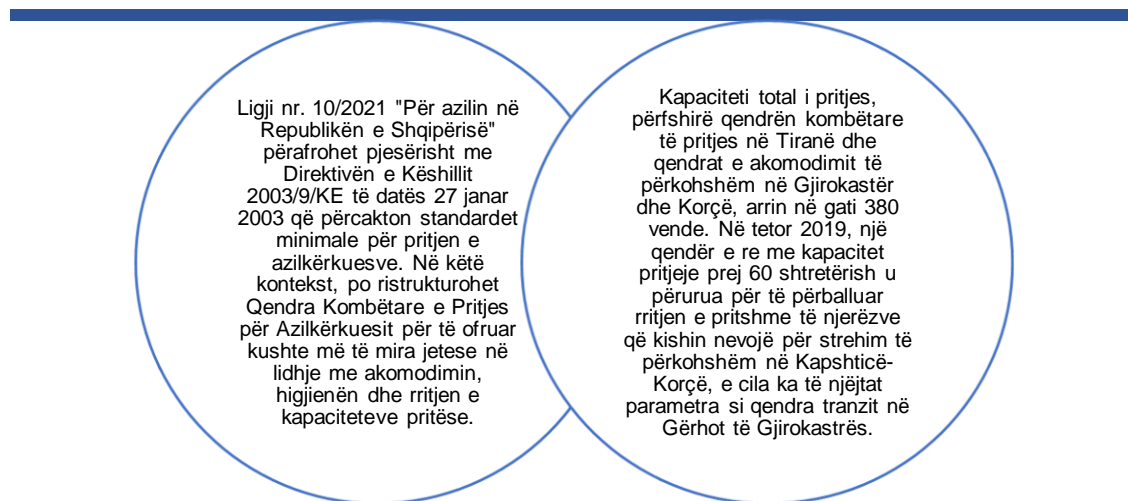 Ligji nr. 10/2021 "Për azilin në
Republikën e Shqipërisë"
përafrohet pjesërisht me
Direktivën e Këshillit
2003/9/KE të datës 27 janar
2003 që përcakton standardet
minimale për pritjen e
azilkërkuesve. Në këtë
kontekst, po ristrukturohet
Qendra Kombëtare e Pritjes
për Azilkërkuesit për të ofruar
kushte më të mira jetese në
lidhje me akomodimin,
higjienën dhe rritjen e
kapaciteteve pritëse.
Kapaciteti total i pritjes,
përfshirë qendrën kombëtare
të pritjes në Tiranë dhe
qendrat e akomodimit të
përkohshëm në Gjirokastër
dhe Korçë, arrin në gati 380
vende. Në tetor 2019, një
qendër e re me kapacitet
pritjeje prej 60 shtretërish u
përurua për të përballuar
rritjen e pritshme të njerëzve
që kishin nevojë për strehim të
përkohshëm në Kapshticë-
Korçë, e cila ka të njëjtat
parametra si qendra tranzit në
Gërhot të Gjirokastrës.